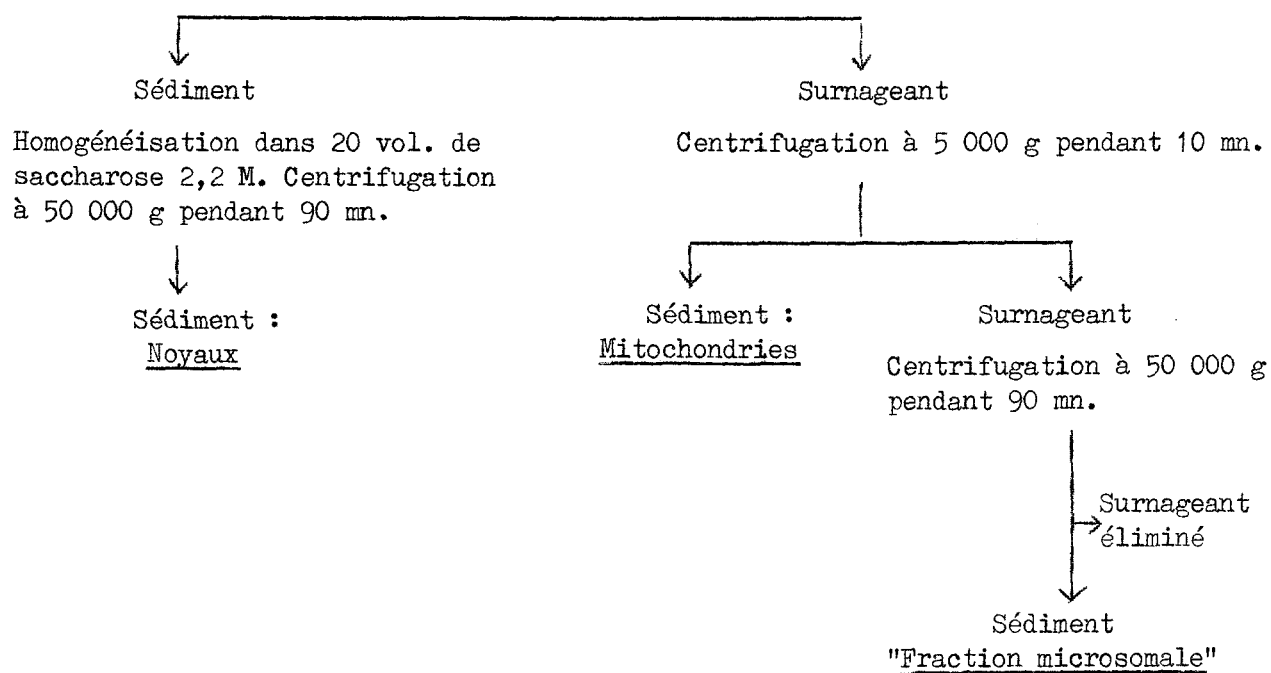 Sédiment
Homogénéisation dans 20 vol. de
saccharose 2,2 M. Centrifugation
à 50 000 g pendant 90 mn.
Sédiment :
Noyaux
Surnageant
Centrifugation à 5 000 g pendant 10 mn.
Sédiment :
Mitochondries
Surnageant
Centrifugation à 50 000 g
pendant 90 mn.
Surnageant
éliminé
Sédiment
"Fraction microsomale"